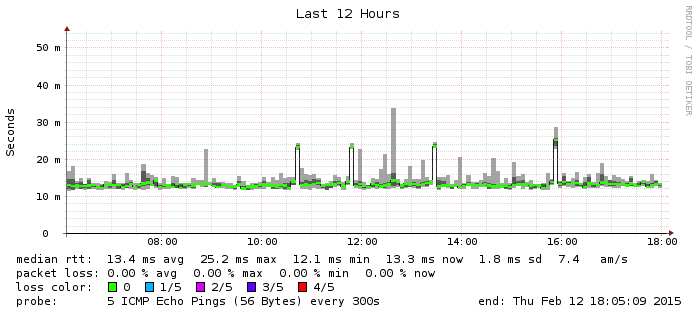 Last 12 Hours
RRDTOOL / TOBI OETIKER
Seconds
50 m
40 m
30 m
20 m
10 m
0
08:00 10:00 12:00 14:00 16:00 18:00
median rtt: 13.4 ms avg 25.2 ms max 12.1 ms min 13.3 ms now 1.8 ms sd 7.4 am/s
packet loss: 0.00 % avg 0.00 % max 0.00 % min 0.00 % now
loss color: 0 1/5 2/5 3/5 4/5
probe: 5 ICMP Echo Pings (56 Bytes) every 300s end: Thu Feb 12 18:05:09 2015